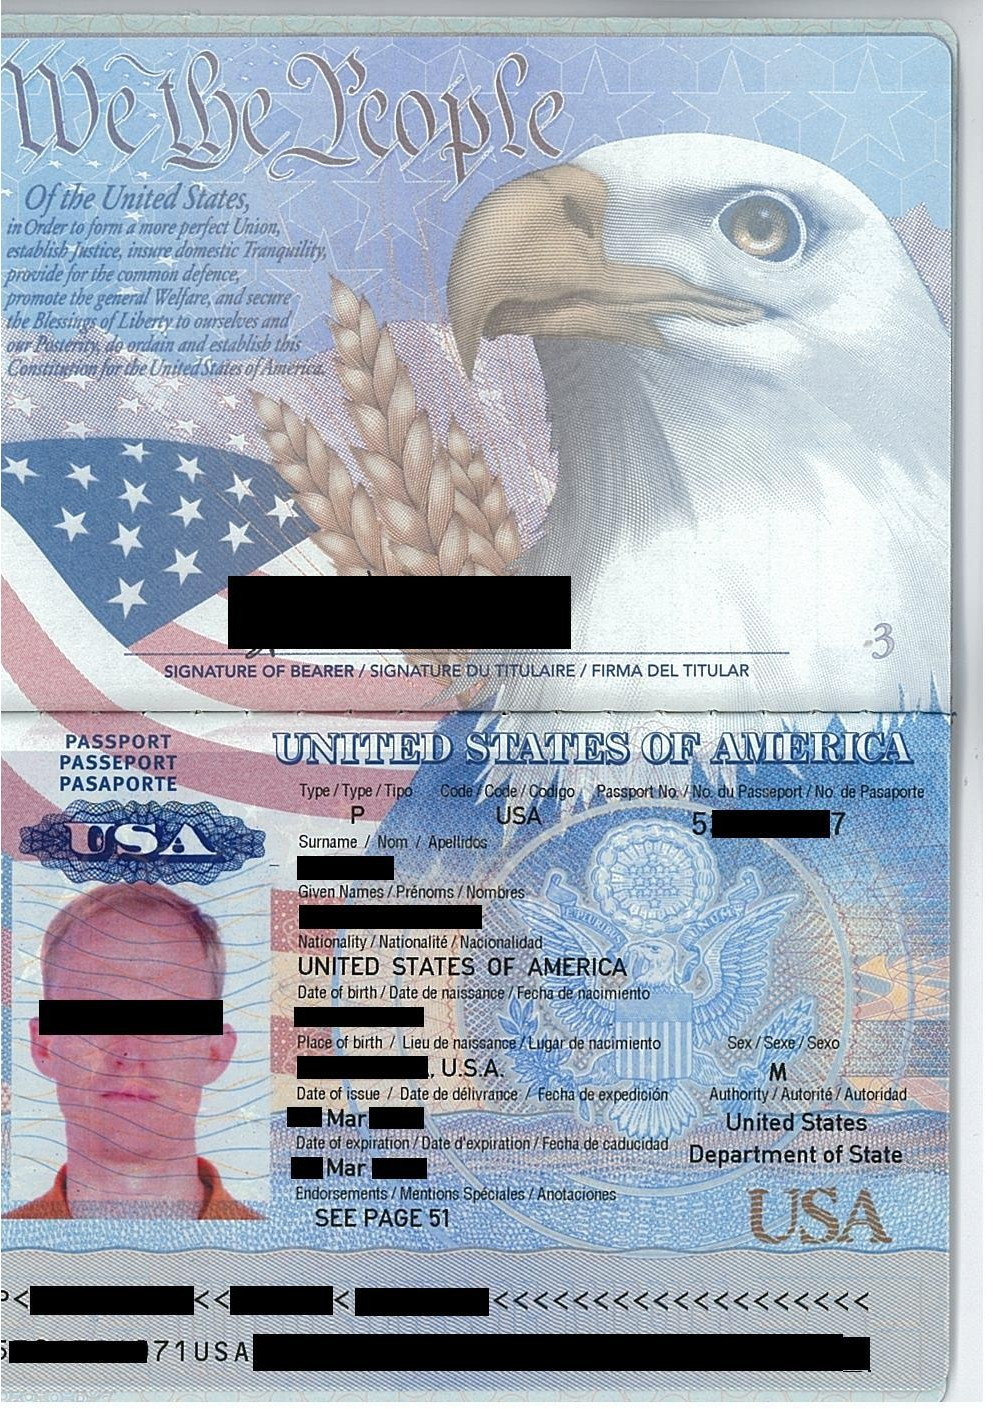 We the People
Of the United States,
in Order to form a more perfect Union,
establish Justice, insure domestic Tranquility,
provide for the common defence,
promote the general Welfare, and secure
the Blessings of Liberty to ourselves and
our Posterity, do ordain and establish this
Constitution for the United States of America.
3
SIGNATURE OF BEARER / SIGNATURE DU TITULAIRE / FIRMA DEL TITULAR
PASSPORT
PASSEPORT
PASAPORTE
USA
UNITED STATES OF AMERICA
Type / Type / Tipo Code / Code / Codigo Passport No. / No. du Passeport / No. de Pasaporte
P USA 5 7
Surname / Nom / Apellidos
Given Names / Prénoms / Nombres
Nationality / Nationalité / Nacionalidad
UNITED STATES OF AMERICA
Date of birth / Date de naissance / Fecha de nacimiento
Place of birth / Lieu de naissance / Lugar de nacimiento Sex / Sexe / Sexo
, U.S.A. M
Date of issue / Date de délivrance / Fecha de expedición Authority / Autorité / Autoridad
Mar United States
Date of expiration / Date d'expiration / Fecha de caducidad Department of State
Mar
Endorsements / Mentions Spéciales / Anotaciones
SEE PAGE 51 USA
P< << < <<<<<<<<<<<<<<<<<<<
5 71USA